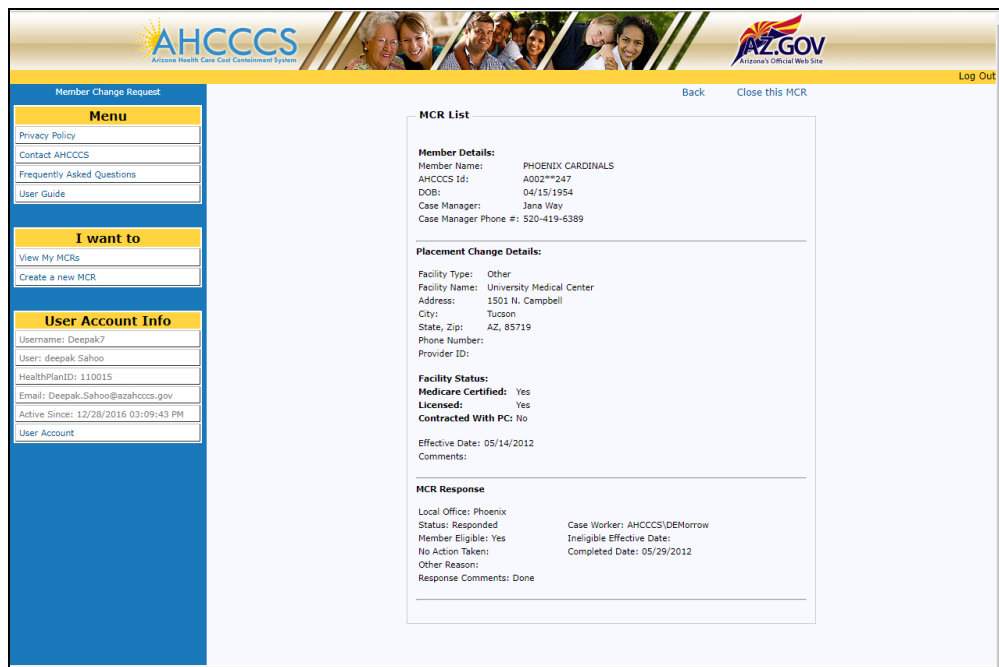 AHCCCS
Arizona Health Care Cost Containment System
AZ.GOV
Arizona's Official Web Site
Log Out
Member Change Request
Back Close this MCR
Menu
Privacy Policy
Contact AHCCCS
Frequently Asked Questions
User Guide
I want to
View My MCRs
Create a new MCR
User Account Info
Username: Deepak7
User: deepak Sahoo
HealthPlanID: 110015
Email: Deepak.Sahoo@azahcccs.gov
Active Since: 12/28/2016 03:09:43 PM
User Account
MCR List
Member Details:
Member Name: PHOENIX CARDINALS
AHCCCS Id: A002**247
DOB: 04/15/1954
Case Manager: Jana Way
Case Manager Phone #: 520-419-6389
Placement Change Details:
Facility Type: Other
Facility Name: University Medical Center
Address: 1501 N. Campbell
City: Tucson
State, Zip: AZ, 85719
Phone Number:
Provider ID:
Facility Status:
Medicare Certified: Yes
Licensed: Yes
Contracted With PC: No
Effective Date: 05/14/2012
Comments:
MCR Response
Local Office: Phoenix
Status: Responded Case Worker: AHCCCS\DEMorrow
Member Eligible: Yes Ineligible Effective Date:
No Action Taken: Completed Date: 05/29/2012
Other Reason:
Response Comments: Done